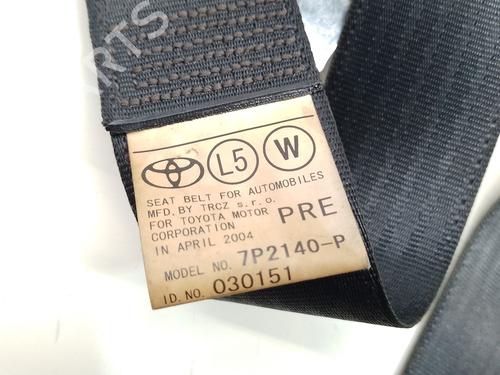 PARTS
L5 W
SEAT BELT FOR AUTOMOBILES
MFD. BY TRCZ s.r.o.
FOR TOYOTA MOTOR PRE
CORPORATION
IN APRIL 2004
MODEL NO. 7P2140-P
ID. NO. 030151